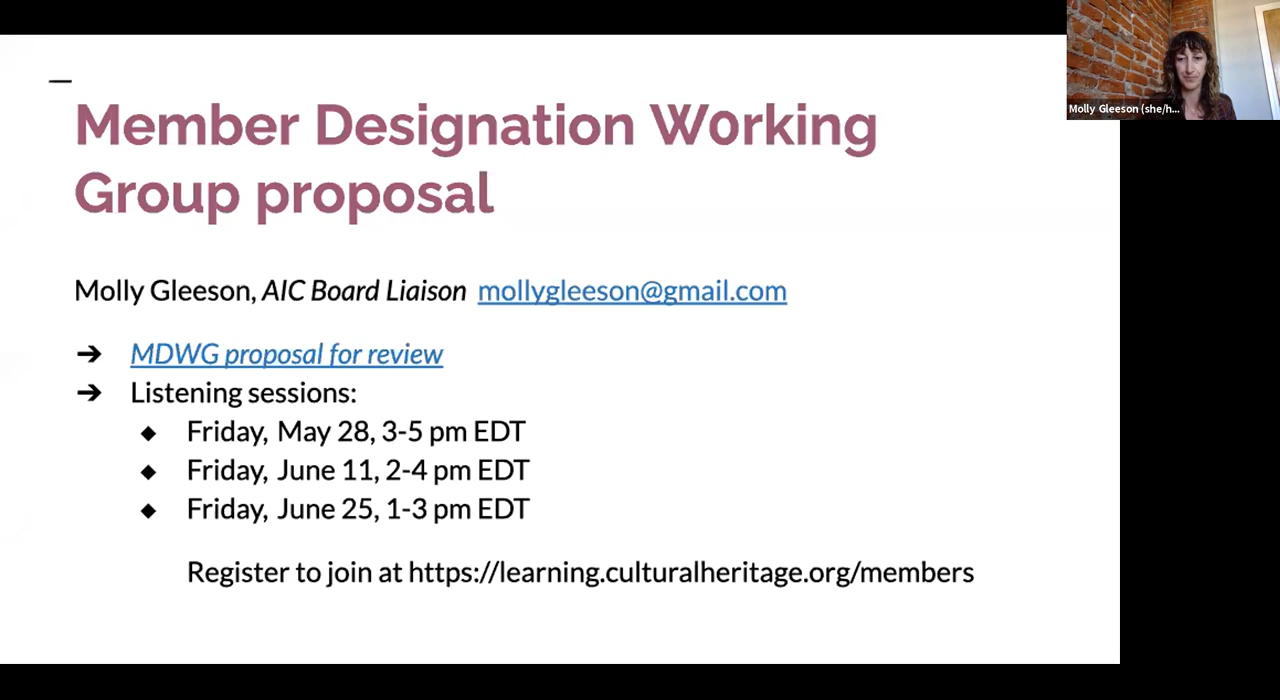 Member Designation W0rking
Group proposal
Molly Gleeson, AIC Board Liaison mollygleeson@gmail.com
➔ MDWG proposal for review
➔ Listening sessions:
◆ Friday, May 28, 3-5 pm EDT
◆ Friday, June 11, 2-4 pm EDT
◆ Friday, June 25, 1-3 pm EDT
Register to join at https://learning.culturalheritage.org/members
Molly Gleeson (she/h...